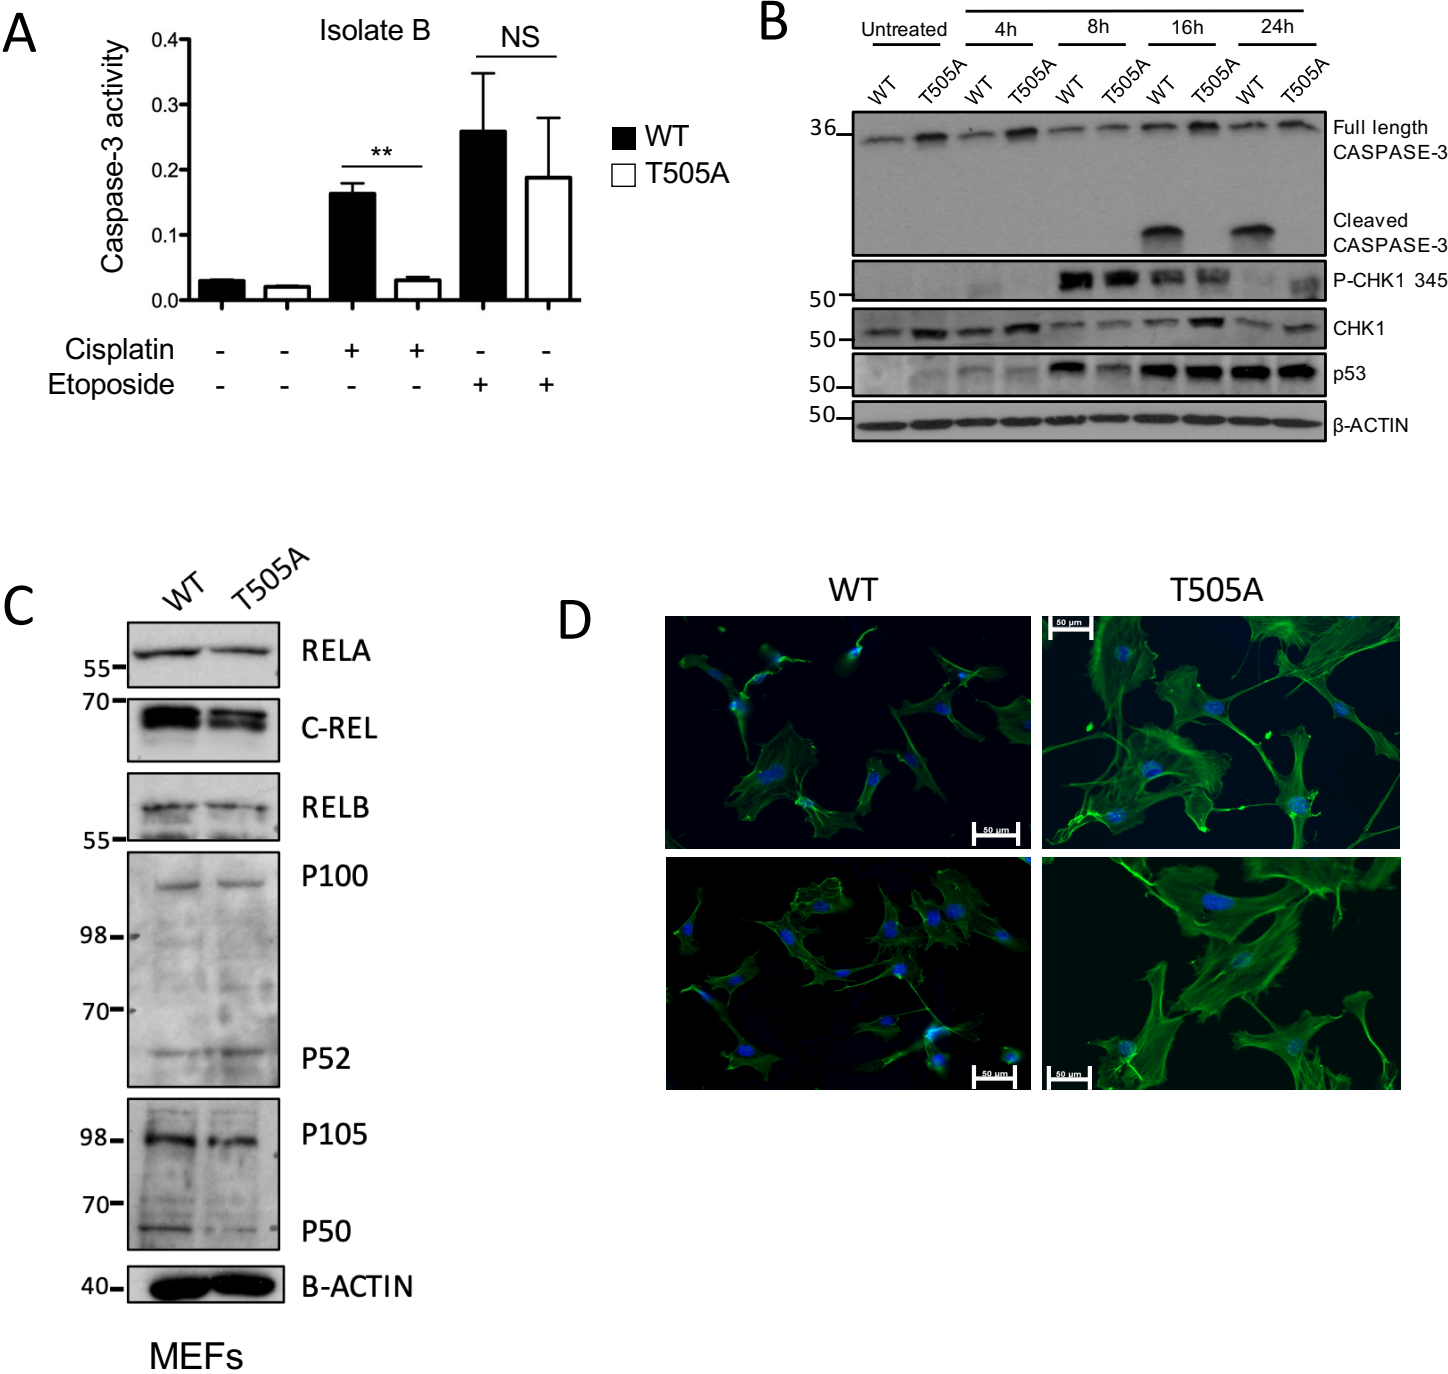 A
Isolate B
Caspase-3 activity
0.4
0.3
0.2
0.1
0.0
**
NS
WT
T505A
Cisplatin - - + + - -
Etoposide - - - - + +
B
Untreated 4h 8h 16h 24h
WT T505A WT T505A WT T505A WT T505A WT T505A
36
Full length
CASPASE-3
Cleaved
CASPASE-3
P-CHK1 345
50
CHK1
50
p53
50
β-ACTIN
50
C
WT T505A
RELA
55
70
C-REL
RELB
55
P100
98
70
P52
98
P105
70
P50
40
B-ACTIN
MEFs
D
WT T505A
50 µm
50 µm
50 µm
50 µm